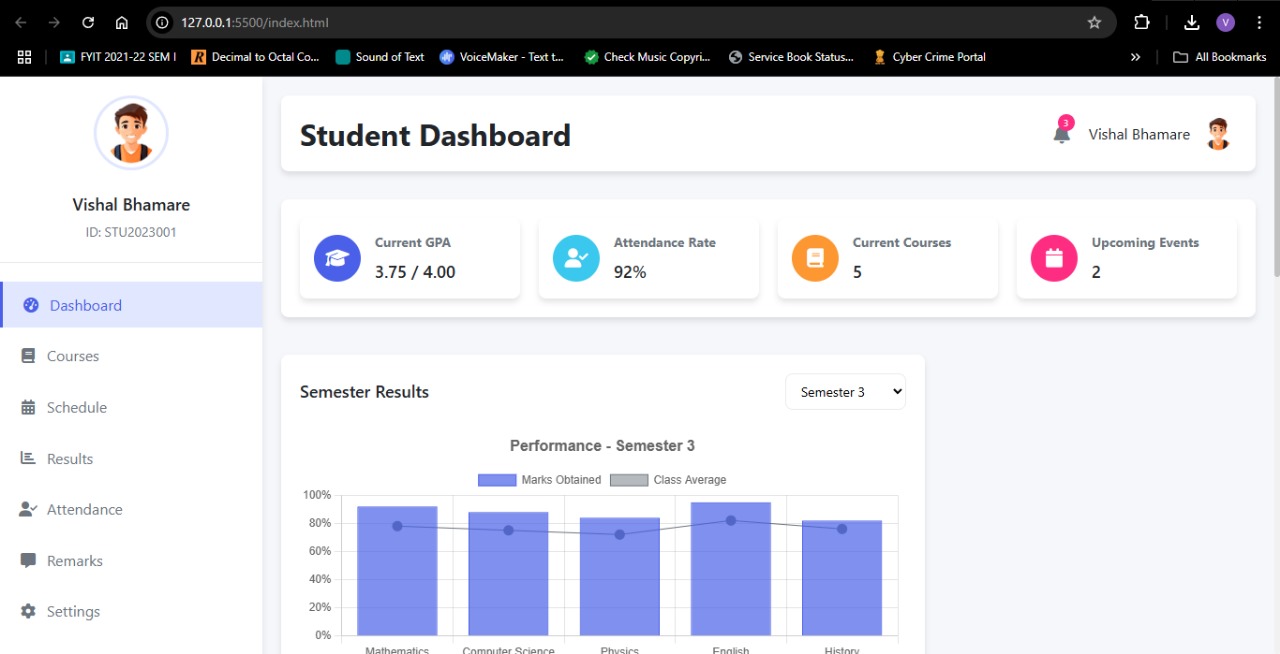 127.0.0.1:5500/index.html
V
FYIT 2021-22 SEM I
Decimal to Octal Co...
Sound of Text
VoiceMaker - Text t...
Check Music Copyri...
Service Book Status...
Cyber Crime Portal
»
All Bookmarks
Vishal Bhamare
ID: STU2023001
Dashboard
Courses
Schedule
Results
Attendance
Remarks
Settings
Student Dashboard
3
Vishal Bhamare
Current GPA
3.75 / 4.00
Attendance Rate
92%
Current Courses
5
Upcoming Events
2
Semester Results
Semester 3
Performance - Semester 3
Marks Obtained
Class Average
100%
80%
60%
40%
20%
0%
Mathematics
Computer Science
Physics
English
History